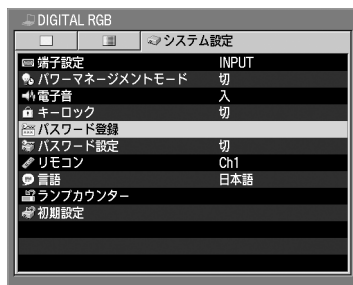 DIGITAL RGB
システム設定
端子設定 INPUT
パワーマネージメントモード 切
電子音 入
キーロック 切
パスワード登録
パスワード設定 切
リモコン Ch1
言語 日本語
ランプカウンター
初期設定